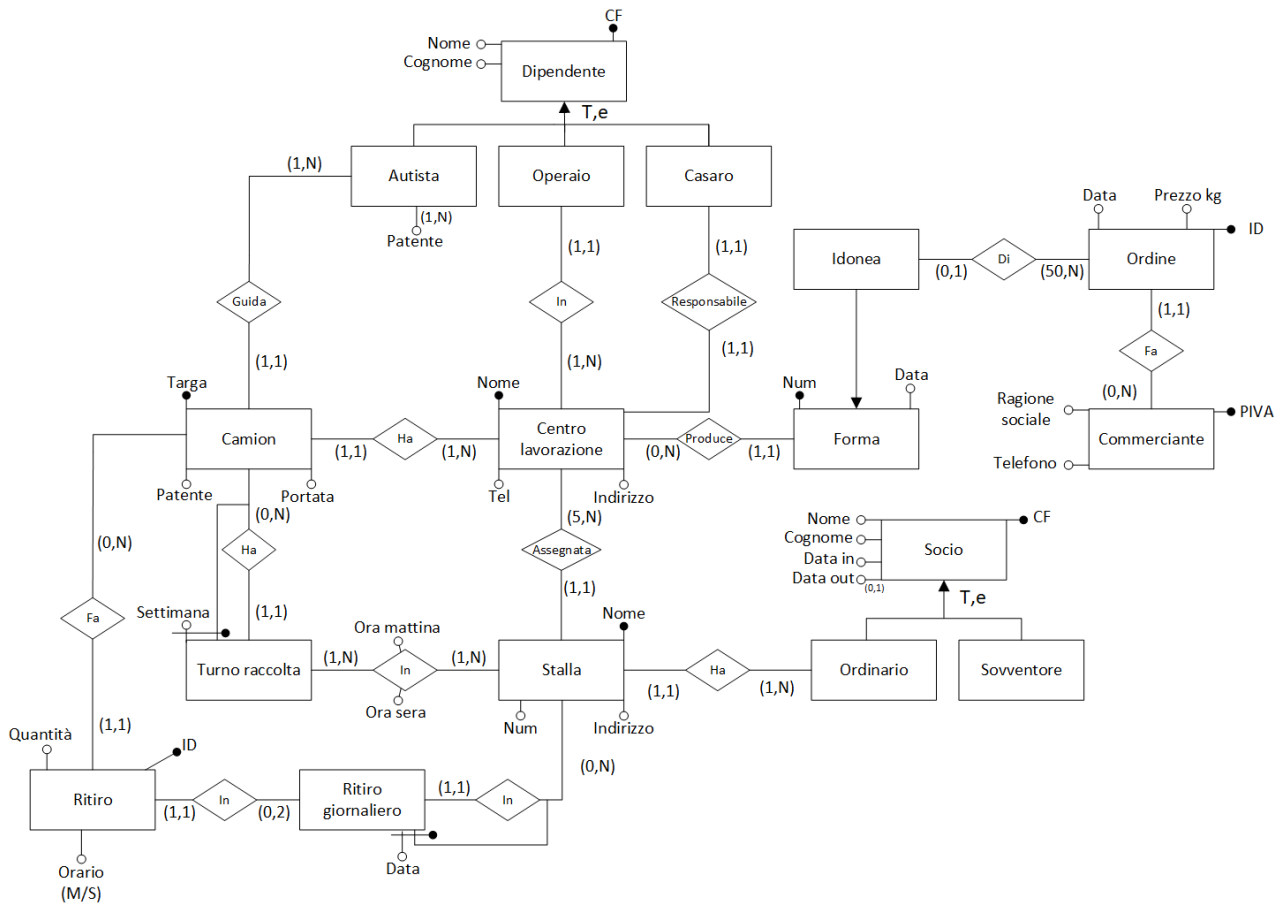 CF
Nome
Cognome
Dipendente
T,e
(1,N)
Autista
Operaio
Casaro
(1,N)
Patente
(1,1)
(1,1)
Data
Prezzo kg
ID
Idonea
(0,1)
Di
(50,N)
Ordine
Guida
In
Responsabile
(1,1)
(1,1)
(1,N)
(1,1)
Fa
Targa
Nome
Num
Data
(0,N)
Ragione
sociale
PIVA
Camion
(1,1)
Ha
(1,N)
Centro
lavorazione
(0,N)
Produce
(1,1)
Forma
Commerciante
Telefono
Patente
Portata
Tel
Indirizzo
(0,N)
(5,N)
Nome
Cognome
Data in
Data out
(0,1)
CF
Socio
(0,N)
Ha
Assegnata
(1,1)
(1,1)
T,e
Settimana
Ora mattina
Nome
Fa
Turno raccolta
(1,N)
In
(1,N)
Stalla
(1,1)
Ha
(1,N)
Ordinario
Sovventore
Ora sera
Num
Indirizzo
(1,1)
Quantità
ID
(0,N)
Ritiro
(1,1)
In
(0,2)
Ritiro
giornaliero
(1,1)
In
Data
Orario
(M/S)